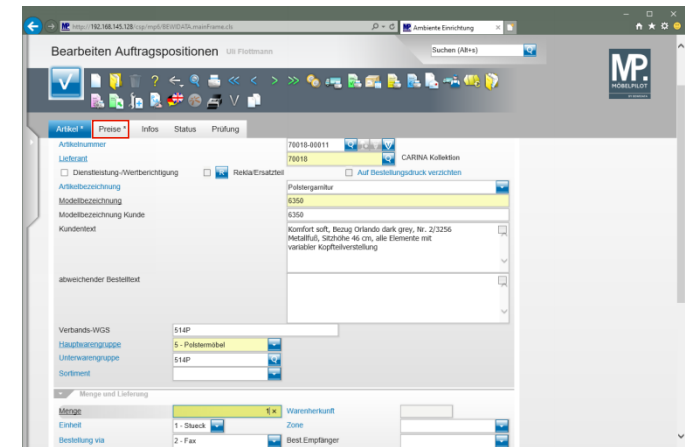 http://192.168.145.128/csp/mp6/BEWIDATA.mainFrame.cls
Ambiente Einrichtung
Bearbeiten Auftragspositionen Uli Flottmann
Suchen (Alt+s)
MP.
MÖBELPILOT
Artikel * Preise * Infos Status Prüfung
Artikelnummer 70018-00011
Lieferant 70018 CARINA Kollektion
Dienstleistung-/Wertberichtigung Rekla/Ersatzteil Auf Bestellungsdruck verzichten
Artikelbezeichnung Polstergarnitur
Modellbezeichnung 6350
Modellbezeichnung Kunde 6350
Kundentext Komfort soft, Bezug Orlando dark grey, Nr. 2/3256
Metallfuß, Sitzhöhe 46 cm, alle Elemente mit
variabler Kopfteilverstellung
abweichender Bestelltext
Verbands-WGS 514P
Hauptwarengruppe 5 - Polstermöbel
Unterwarengruppe 514P
Sortiment
Menge und Lieferung
Menge 1 Warenherkunft
Einheit 1 - Stueck Zone
Bestellung via 2 - Fax Best.Empfänger